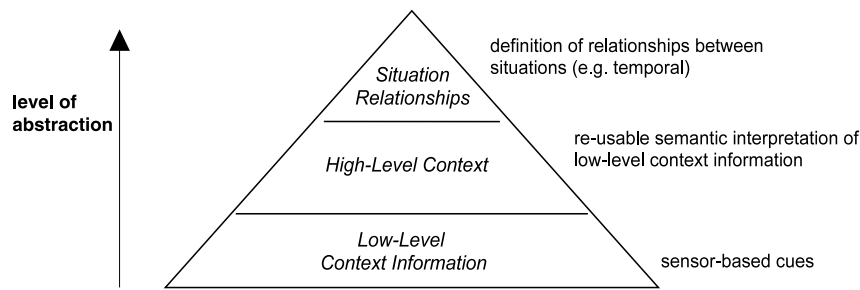 definition of relationships between
situations (e.g. temporal)
Situation
Relationships
level of
abstraction
re-usable semantic interpretation of
low-level context information
High-Level Context
Low-Level
Context Information
sensor-based cues